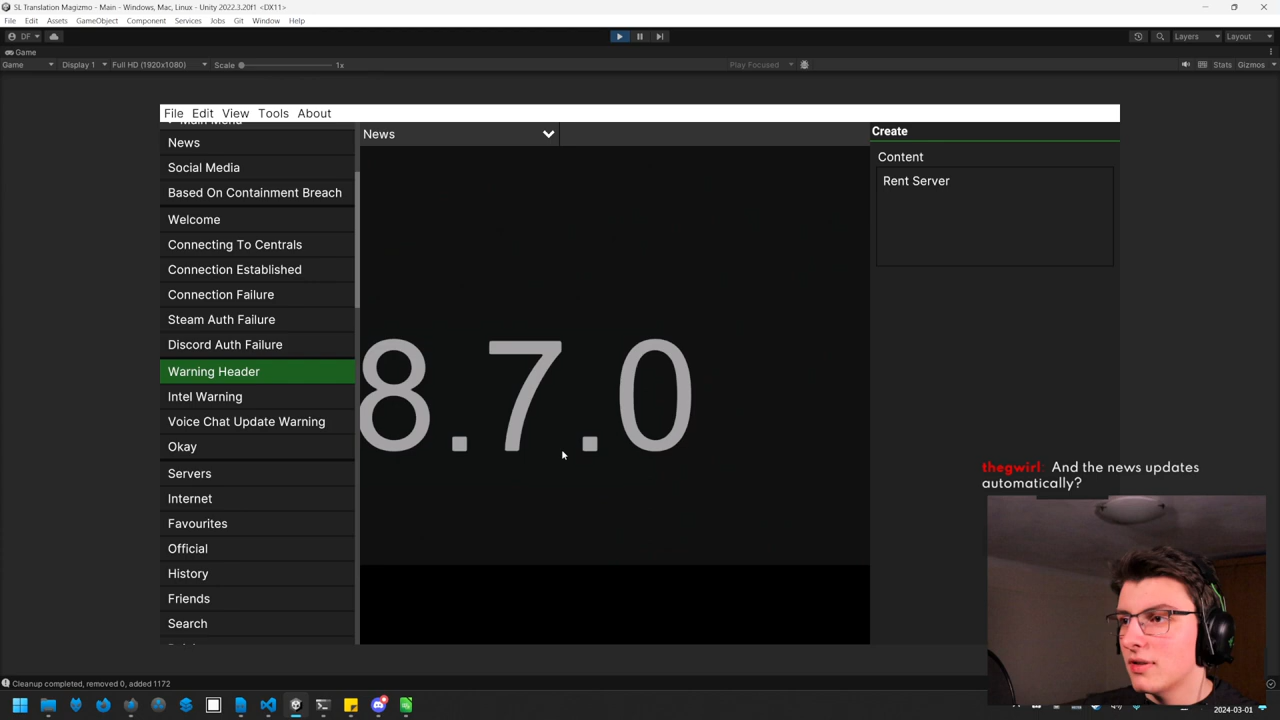 SL Translation Magizmo - Main - Windows, Mac, Linux - Unity 2022.3.20f1 <DX11>
File Edit Assets GameObject Component Services Jobs Git Window Help
DF
Layers Layout
Game
Game Display 1 Full HD (1920x1080) Scale 1x Play Focused Stats Gizmos
File Edit View Tools About
News
Social Media
Based On Containment Breach
Welcome
Connecting To Centrals
Connection Established
Connection Failure
Steam Auth Failure
Discord Auth Failure
Warning Header
Intel Warning
Voice Chat Update Warning
Okay
Servers
Internet
Favourites
Official
History
Friends
Search
News
8.7.0
Create
Content
Rent Server
thegwirl: And the news updates
automatically?
Cleanup completed, removed 0, added 1172
2024-03-01